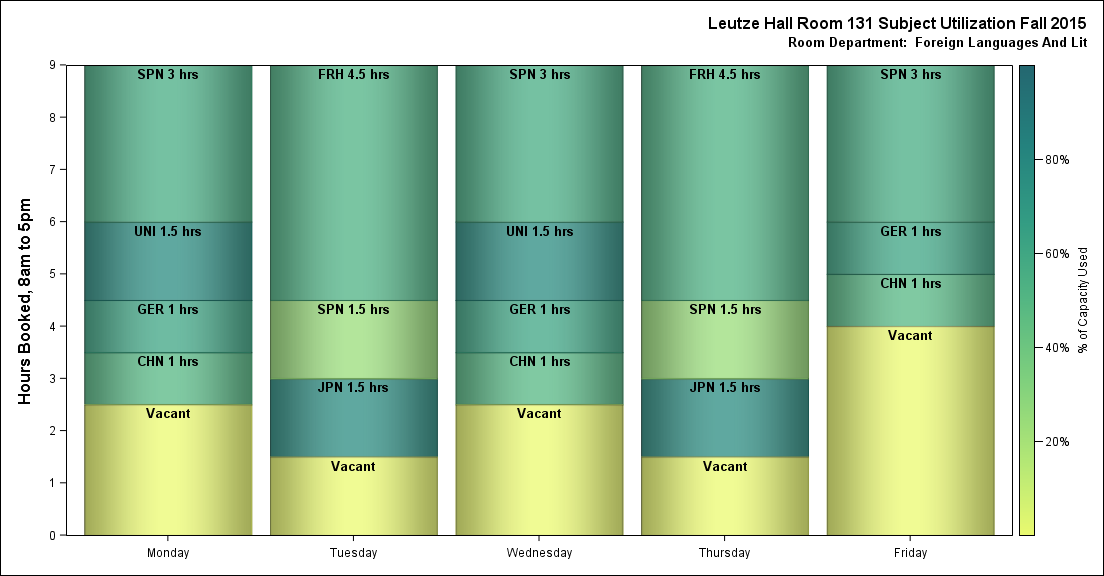 Leutze Hall Room 131 Subject Utilization Fall 2015
Room Department:  Foreign Languages And Lit
Hours Booked, 8am to 5pm
9
8
7
6
5
4
3
2
1
0
SPN 3 hrs
UNI 1.5 hrs
GER 1 hrs
CHN 1 hrs
Vacant
Monday
FRH 4.5 hrs
SPN 1.5 hrs
JPN 1.5 hrs
Vacant
Tuesday
SPN 3 hrs
UNI 1.5 hrs
GER 1 hrs
CHN 1 hrs
Vacant
Wednesday
FRH 4.5 hrs
SPN 1.5 hrs
JPN 1.5 hrs
Vacant
Thursday
SPN 3 hrs
GER 1 hrs
CHN 1 hrs
Vacant
Friday
80%
60%
40%
20%
% of Capacity Used